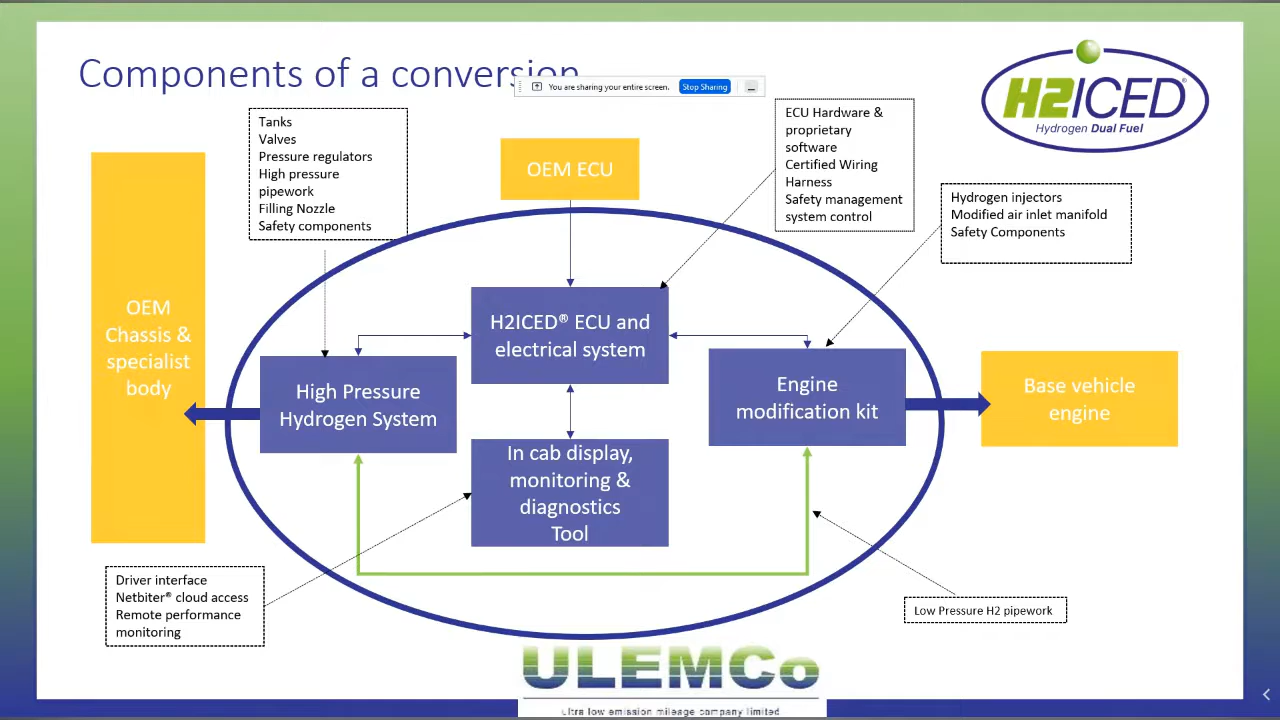 Components of a conversion
You are sharing your entire screen.
Stop Sharing
H2ICED®
Hydrogen Dual Fuel
Tanks
Valves
Pressure regulators
High pressure
pipework
Filling Nozzle
Safety components
OEM ECU
ECU Hardware &
proprietary
software
Certified Wiring
Harness
Safety management
system control
Hydrogen injectors
Modified air inlet manifold
Safety Components
OEM
Chassis &
specialist
body
H2ICED® ECU and
electrical system
High Pressure
Hydrogen System
Engine
modification kit
Base vehicle
engine
In cab display,
monitoring &
diagnostics
Tool
Driver interface
Netbiter® cloud access
Remote performance
monitoring
Low Pressure H2 pipework
ULEMCo
Ultra low emission mileage company limited